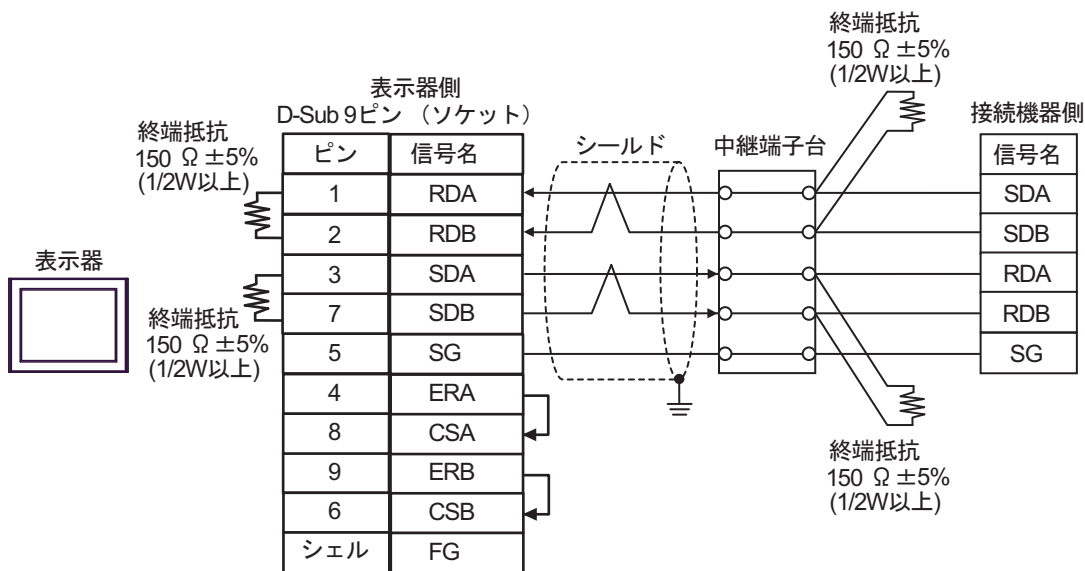 終端抵抗
150 Ω ±5%
(1/2W以上)
表示器側
D-Sub 9ピン （ソケット）
接続機器側
終端抵抗
150 Ω ±5%
(1/2W以上)
シールド
中継端子台
ピン 信号名
信号名
1 RDA
SDA
2 RDB
SDB
表示器
3 SDA
RDA
7 SDB
RDB
終端抵抗
150 Ω ±5%
(1/2W以上)
5 SG
SG
4 ERA
8 CSA
9 ERB
6 CSB
シェル FG
終端抵抗
150 Ω ±5%
(1/2W以上)